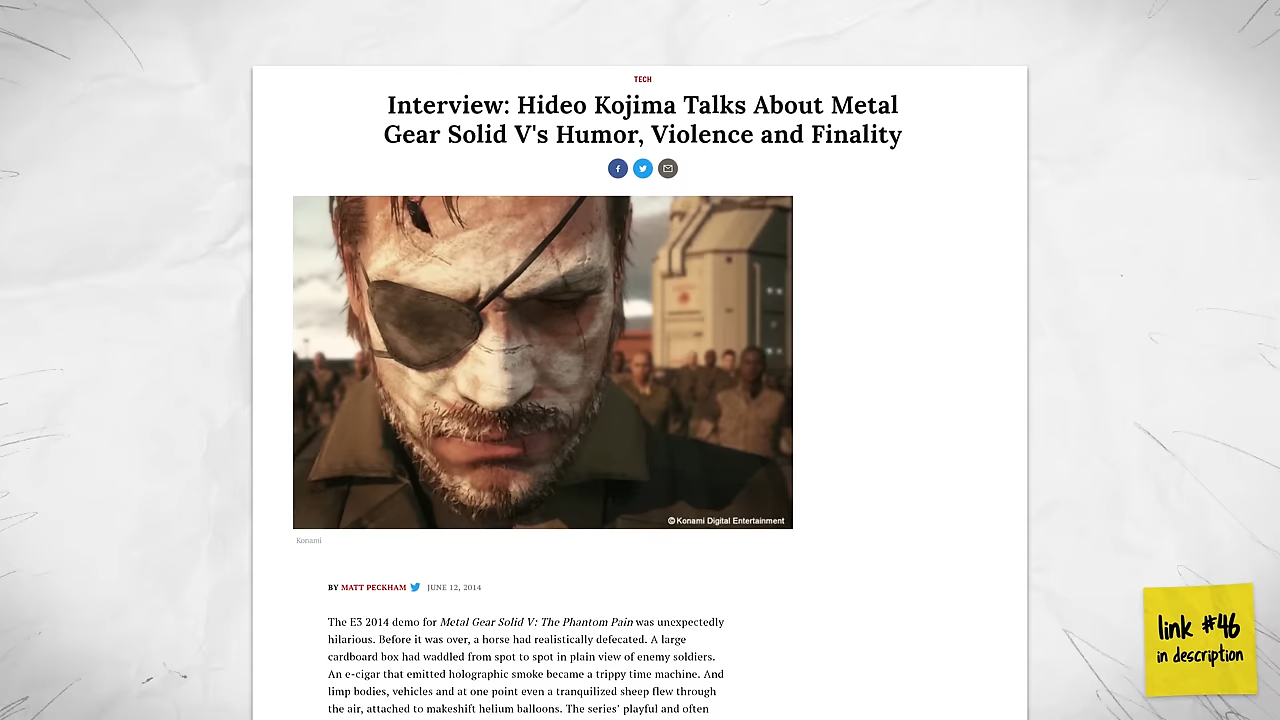 TECH
Interview: Hideo Kojima Talks About Metal
Gear Solid V's Humor, Violence and Finality
© Konami Digital Entertainment
Konami
BY MATT PECKHAM JUNE 12, 2014
The E3 2014 demo for Metal Gear Solid V: The Phantom Pain was unexpectedly
hilarious. Before it was over, a horse had realistically defecated. A large
cardboard box had waddled from spot to spot in plain view of enemy soldiers.
An e-cigar that emitted holographic smoke became a trippy time machine. And
limp bodies, vehicles and at one point even a tranquilized sheep flew through
the air, attached to makeshift helium balloons. The series' playful and often
link #46
in description